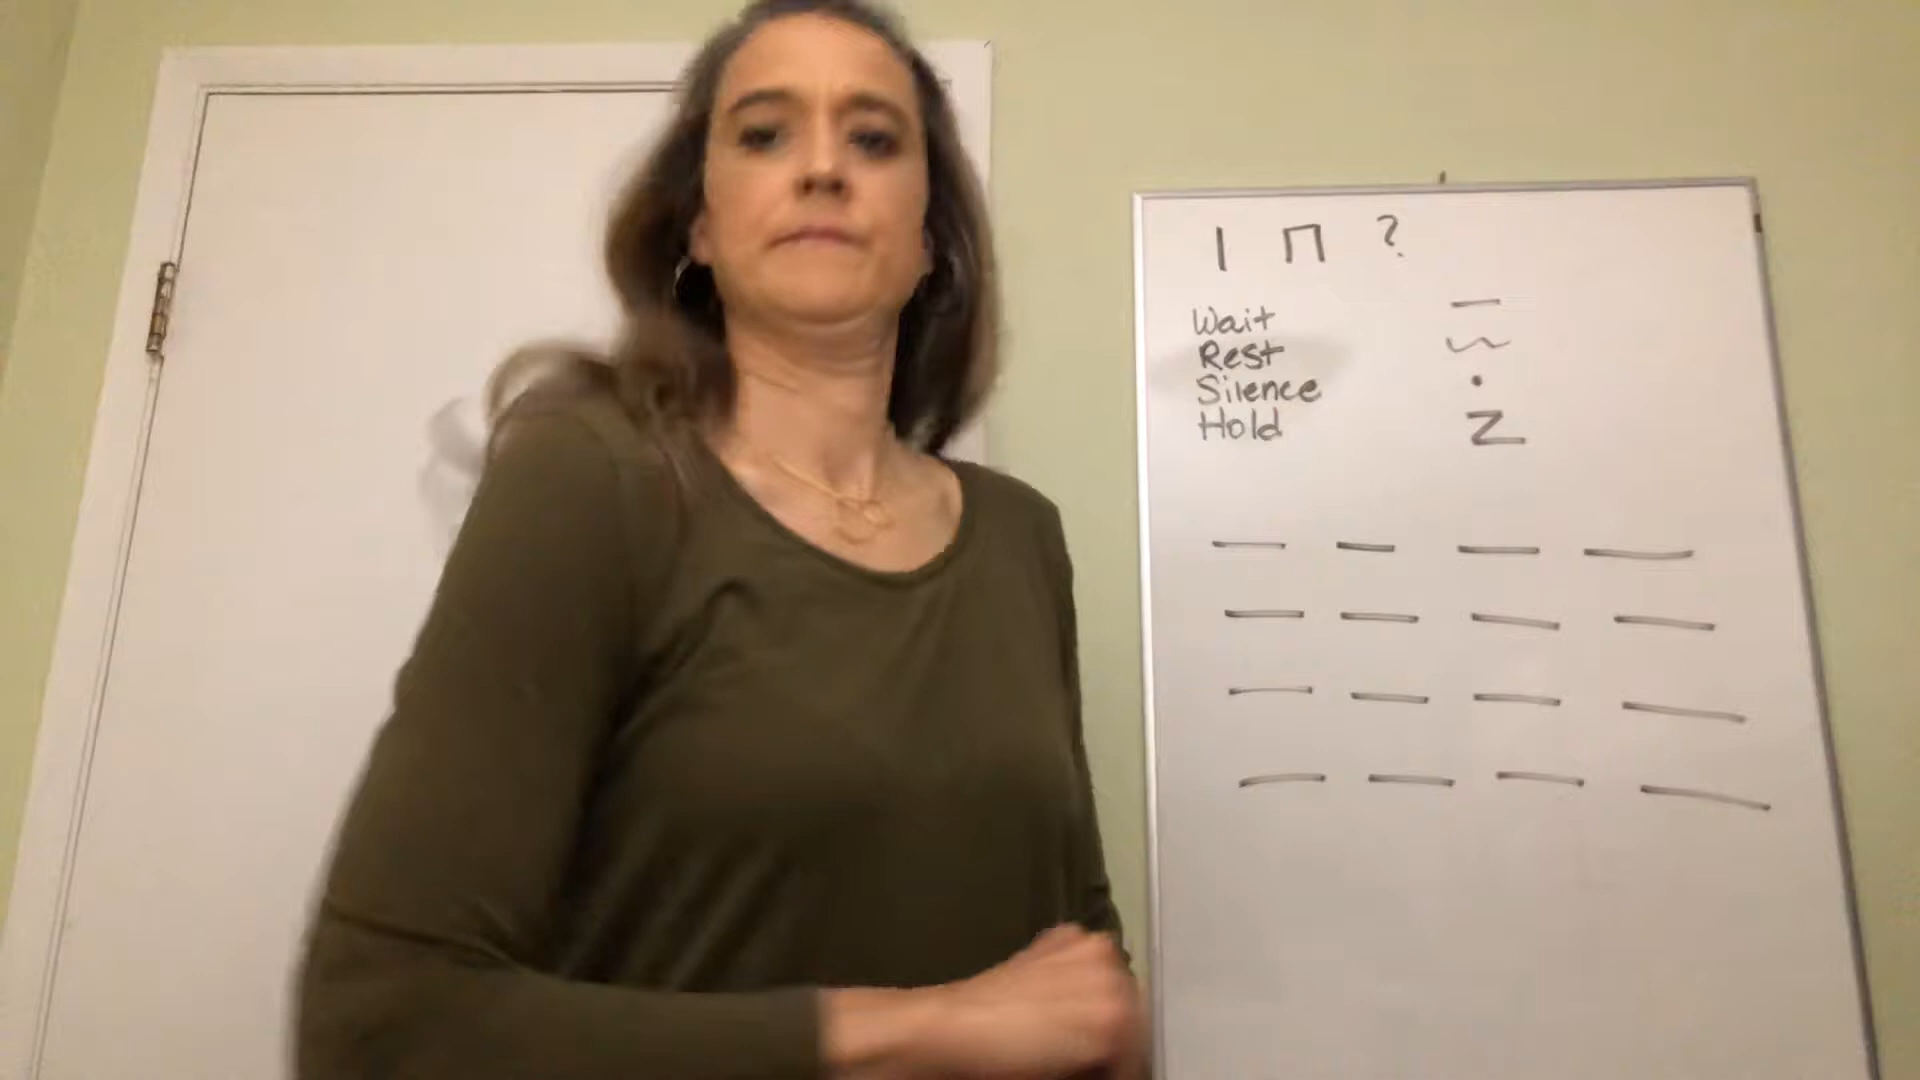 | ⊓ ?
Wait —
Rest ~
Silence •
Hold Z
— — — —
— — — —
— — — —
— — — —